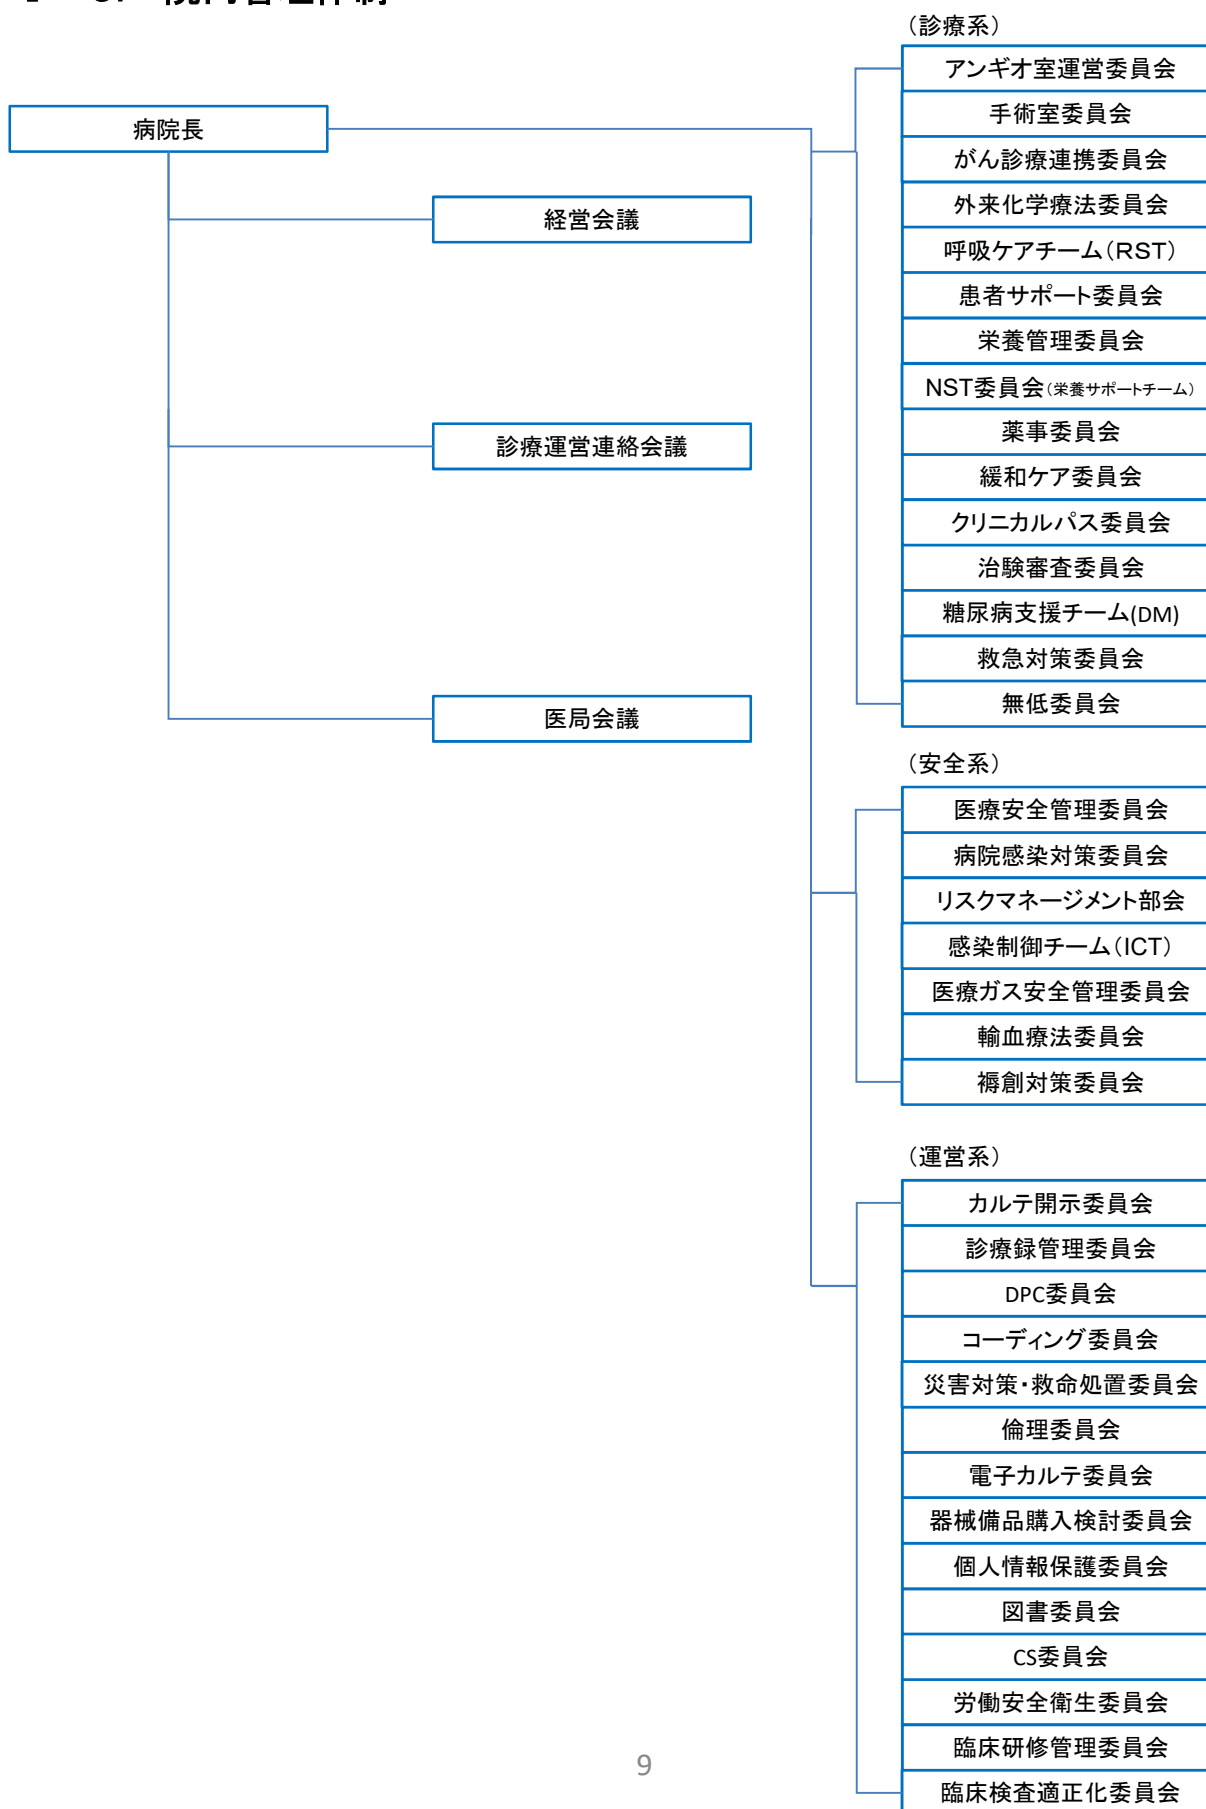 病院長
経営会議
診療運営連絡会議
医局会議
（診療系）
アンギオ室運営委員会
手術室委員会
がん診療連携委員会
外来化学療法委員会
呼吸ケアチーム（RST）
患者サポート委員会
栄養管理委員会
NST委員会（栄養サポートチーム）
薬事委員会
緩和ケア委員会
クリニカルパス委員会
治験審査委員会
糖尿病支援チーム(DM)
救急対策委員会
無低委員会
（安全系）
医療安全管理委員会
病院感染対策委員会
リスクマネージメント部会
感染制御チーム（ICT）
医療ガス安全管理委員会
輸血療法委員会
褥創対策委員会
（運営系）
カルテ開示委員会
診療録管理委員会
DPC委員会
コーディング委員会
災害対策・救命処置委員会
倫理委員会
電子カルテ委員会
器械備品購入検討委員会
個人情報保護委員会
図書委員会
CS委員会
労働安全衛生委員会
臨床研修管理委員会
臨床検査適正化委員会
9